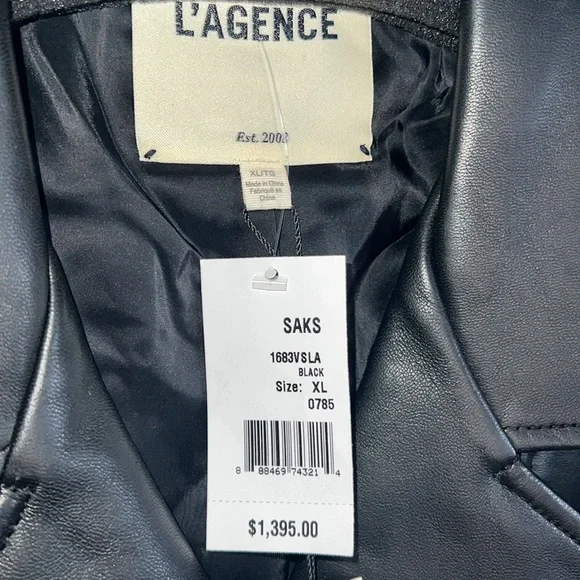 L'AGENCE
Est. 2008
XL/TG
Made in China
Fabriqué en
Chine
SAKS
1683VSLA
BLACK
Size: XL
0785
8 88469 74321 4
$1,395.00